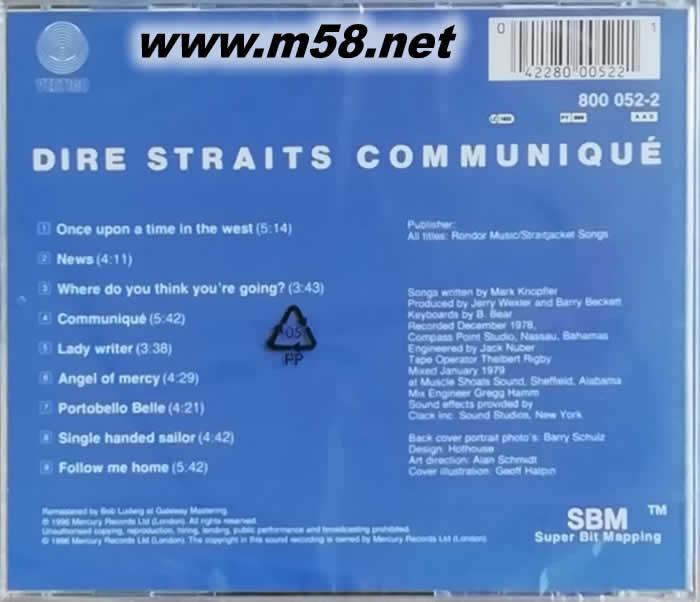 www.m58.net
VERTIGO
0 42280 00522 1
800 052-2
DIRE STRAITS COMMUNIQUÉ
1 Once upon a time in the west (5:14)
2 News (4:11)
3 Where do you think you're going? (3:43)
4 Communiqué (5:42)
5 Lady writer (3:38)
6 Angel of mercy (4:29)
7 Portobello Belle (4:21)
8 Single handed sailor (4:42)
9 Follow me home (5:42)
PP
Publisher:
All titles: Rondor Music/Straitjacket Songs
Songs written by Mark Knopfler
Produced by Jerry Wexler and Barry Beckett
Keyboards by B. Bear
Recorded December 1978,
Compass Point Studio, Nassau, Bahamas
Engineered by Jack Nuber
Tape Operator Thelbert Rigby
Mixed January 1979
at Muscle Shoals Sound, Sheffield, Alabama
Mix Engineer Gregg Hamm
Sound effects provided by
Clack Inc. Sound Studios, New York
Back cover portrait photo's: Barry Schulz
Design: Hothouse
Art direction: Alan Schmidt
Cover illustration: Geoff Halpin
Remastered by Bob Ludwig at Gateway Mastering.
℗ 1996 Mercury Records Ltd (London). All rights reserved.
Unauthorised copying, reproduction, hiring, lending, public performance and broadcasting prohibited.
© 1996 Mercury Records Ltd (London). The copyright in this sound recording is owned by Mercury Records Ltd (London).
SBM ™
Super Bit Mapping